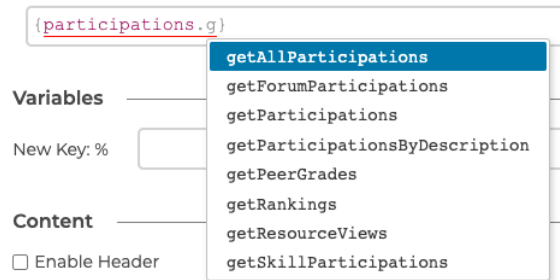 {participations.g}
getAllParticipations
getForumParticipations
Variables
getParticipations
New Key: %
getParticipationsByDescription
getPeerGrades
getRankings
Content
getResourceViews
Enable Header
getSkillParticipations